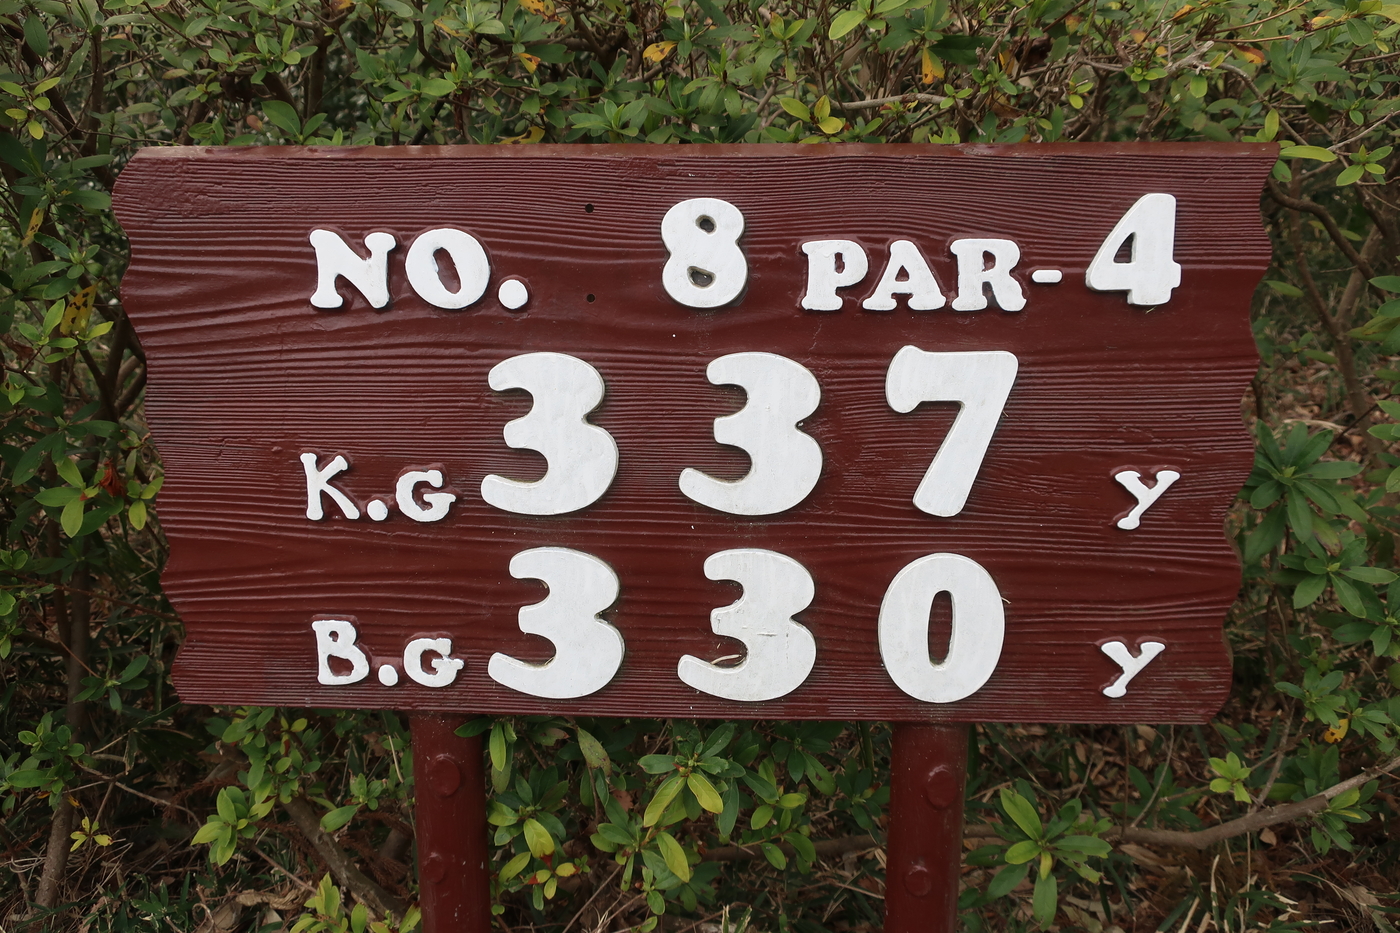 NO. 8 PAR-4
K.G 337 Y
B.G 330 Y